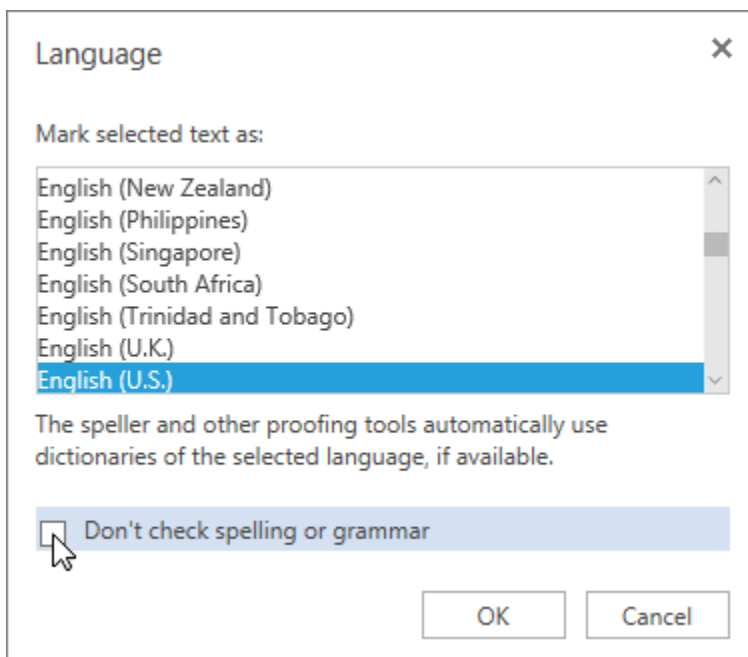 Language
Mark selected text as:
English (New Zealand)
English (Philippines)
English (Singapore)
English (South Africa)
English (Trinidad and Tobago)
English (U.K.)
English (U.S.)
The speller and other proofing tools automatically use
dictionaries of the selected language, if available.
Don't check spelling or grammar
OK Cancel